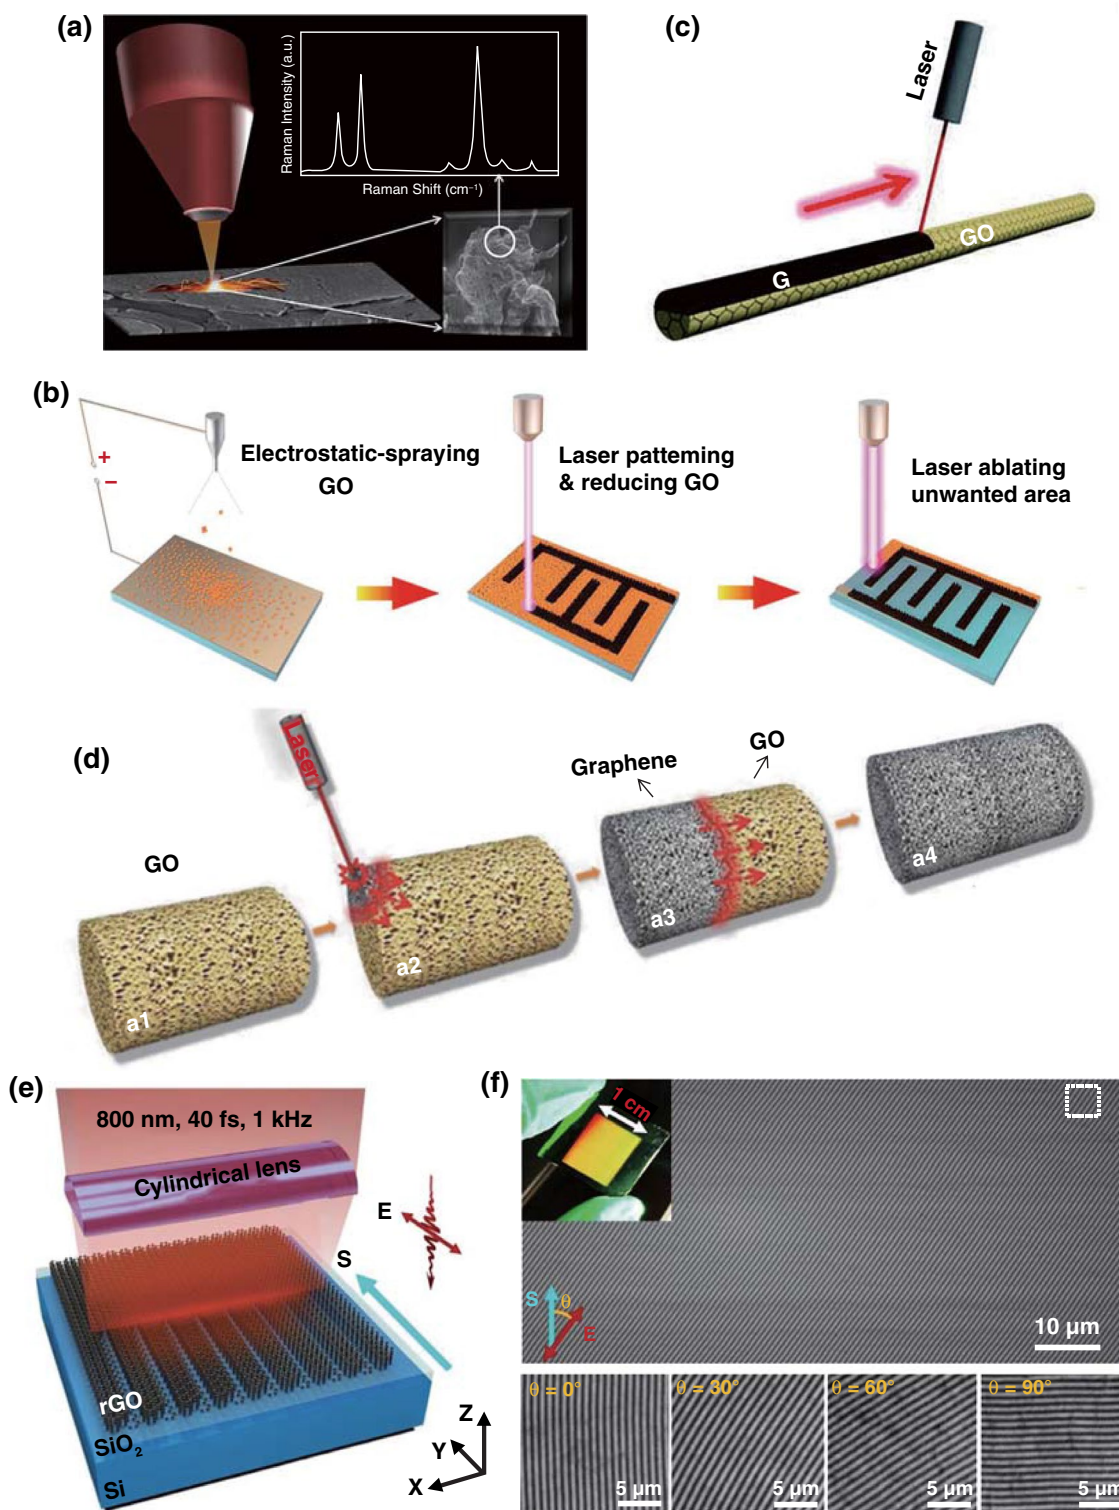 (a)
Raman Intensity (a.u.)
Raman Shift (cm⁻¹)
(c)
Laser
GO
G
(b)
+
−
Electrostatic-spraying
GO
Laser patteming
& reducing GO
Laser ablating
unwanted area
(d)
Laser
GO
a1
a2
Graphene
GO
a3
a4
(e)
800 nm, 40 fs, 1 kHz
Cylindrical lens
E
S
rGO
SiO₂
Si
Z
Y
X
(f)
1 cm
S
θ
E
10 µm
θ = 0°
5 µm
θ = 30°
5 µm
θ = 60°
5 µm
θ = 90°
5 µm